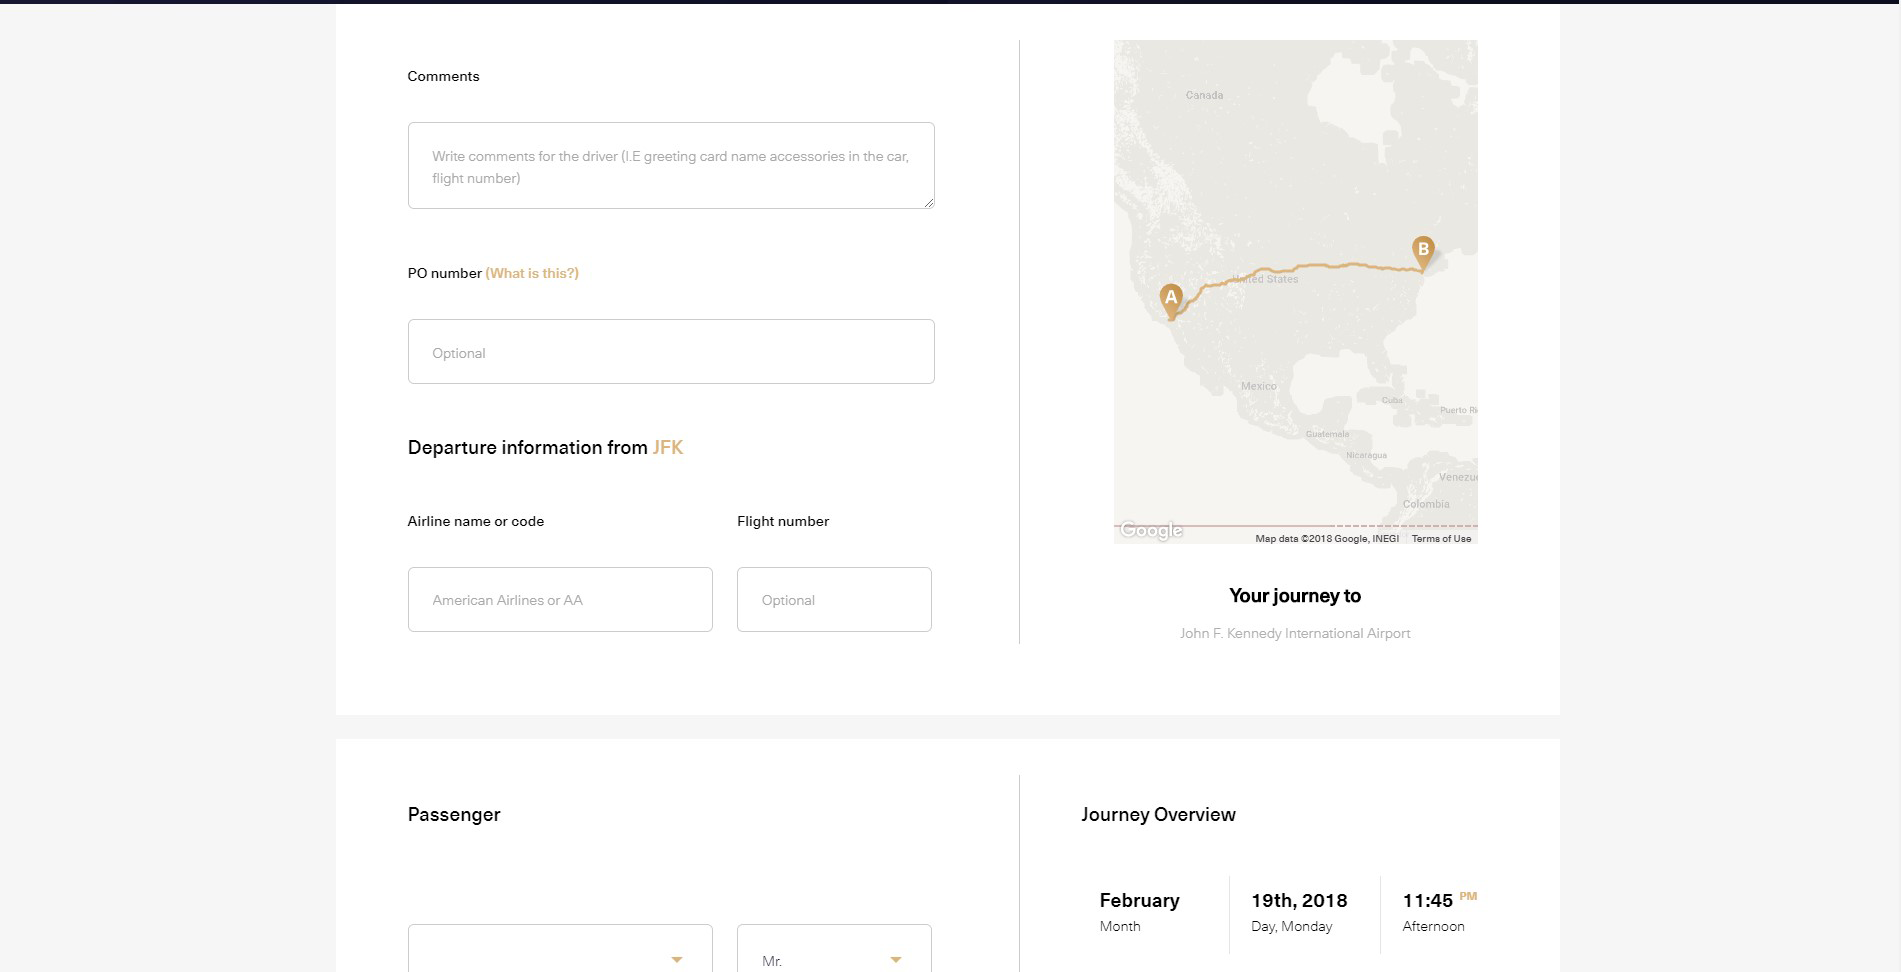 Comments
Write comments for the driver (I.E greeting card name accessories in the car,
flight number)
PO number (What is this?)
Optional
Departure information from JFK
Airline name or code
Flight number
American Airlines or AA
Optional
Canada
B
A
United States
Mexico
Cuba
Puerto Ri
Guatemala
Nicaragua
Venezue
Colombia
Google
Map data ©2018 Google, INEGI
Terms of Use
Your journey to
John F. Kennedy International Airport
Passenger
Mr.
Journey Overview
February
Month
19th, 2018
Day, Monday
11:45 PM
Afternoon